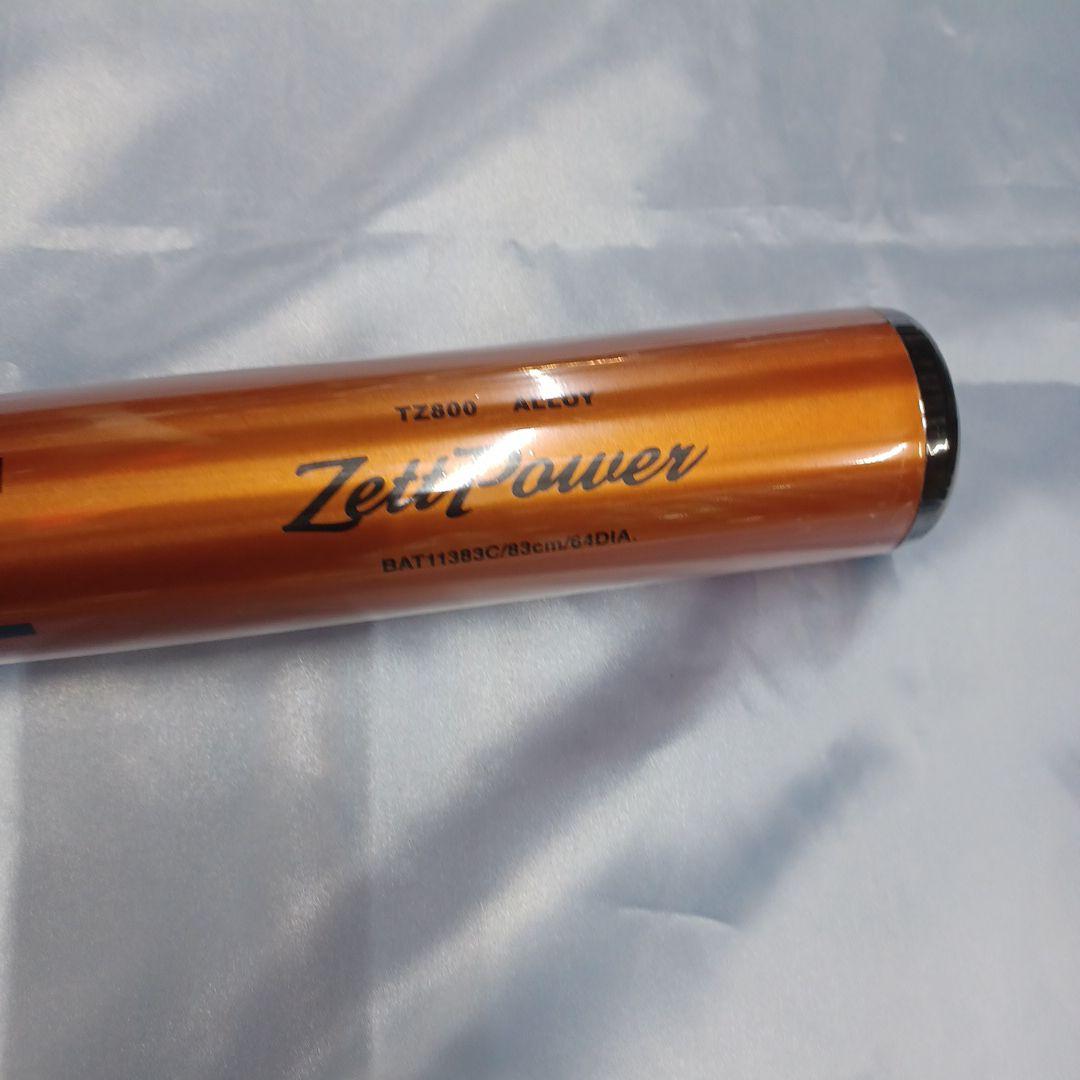 TZ800 ALLOY
ZettPower
BAT11383C/83cm/64DIA.